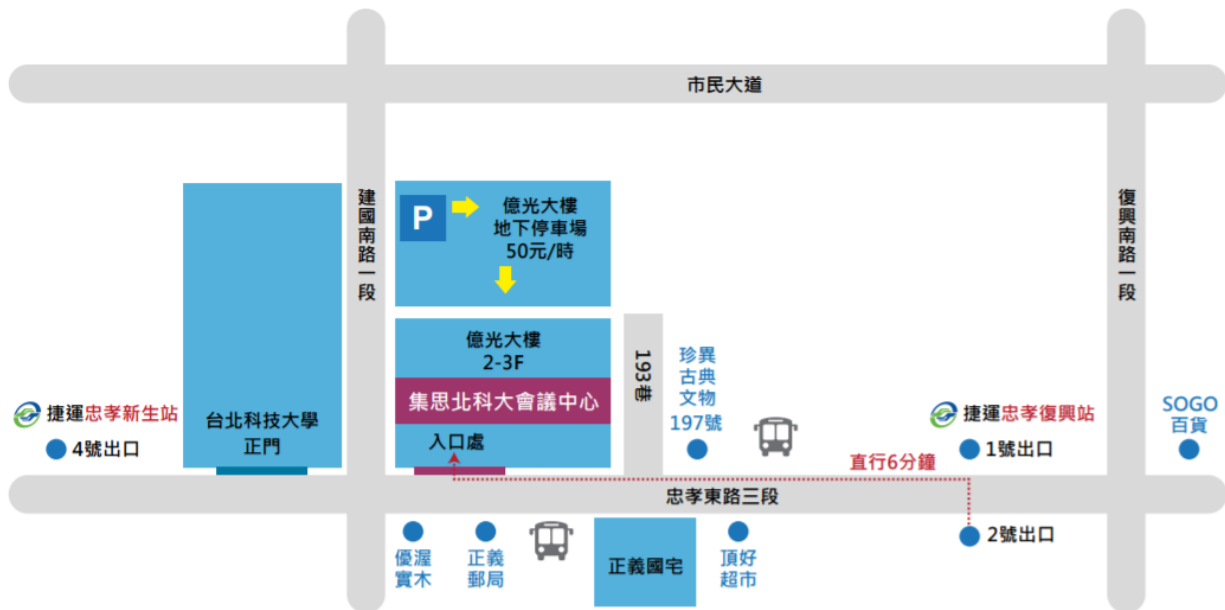 市民大道
建國南路一段
復興南路一段
P
億光大樓
地下停車場
50元/時
億光大樓
2-3F
集思北科大會議中心
入口處
193巷
珍異
古典
文物
197號
捷運忠孝新生站
4號出口
台北科技大學
正門
捷運忠孝復興站
1號出口
SOGO
百貨
直行6分鐘
忠孝東路三段
優渥
實木
正義
郵局
正義國宅
頂好
超市
2號出口